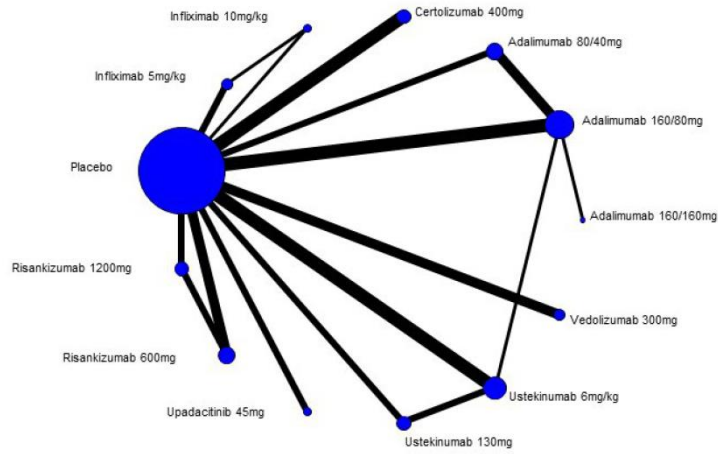 Infliximab 10mg/kg
Certolizumab 400mg
Adalimumab 80/40mg
Infliximab 5mg/kg
Adalimumab 160/80mg
Placebo
Adalimumab 160/160mg
Risankizumab 1200mg
Vedolizumab 300mg
Risankizumab 600mg
Ustekinumab 6mg/kg
Upadacitinib 45mg
Ustekinumab 130mg